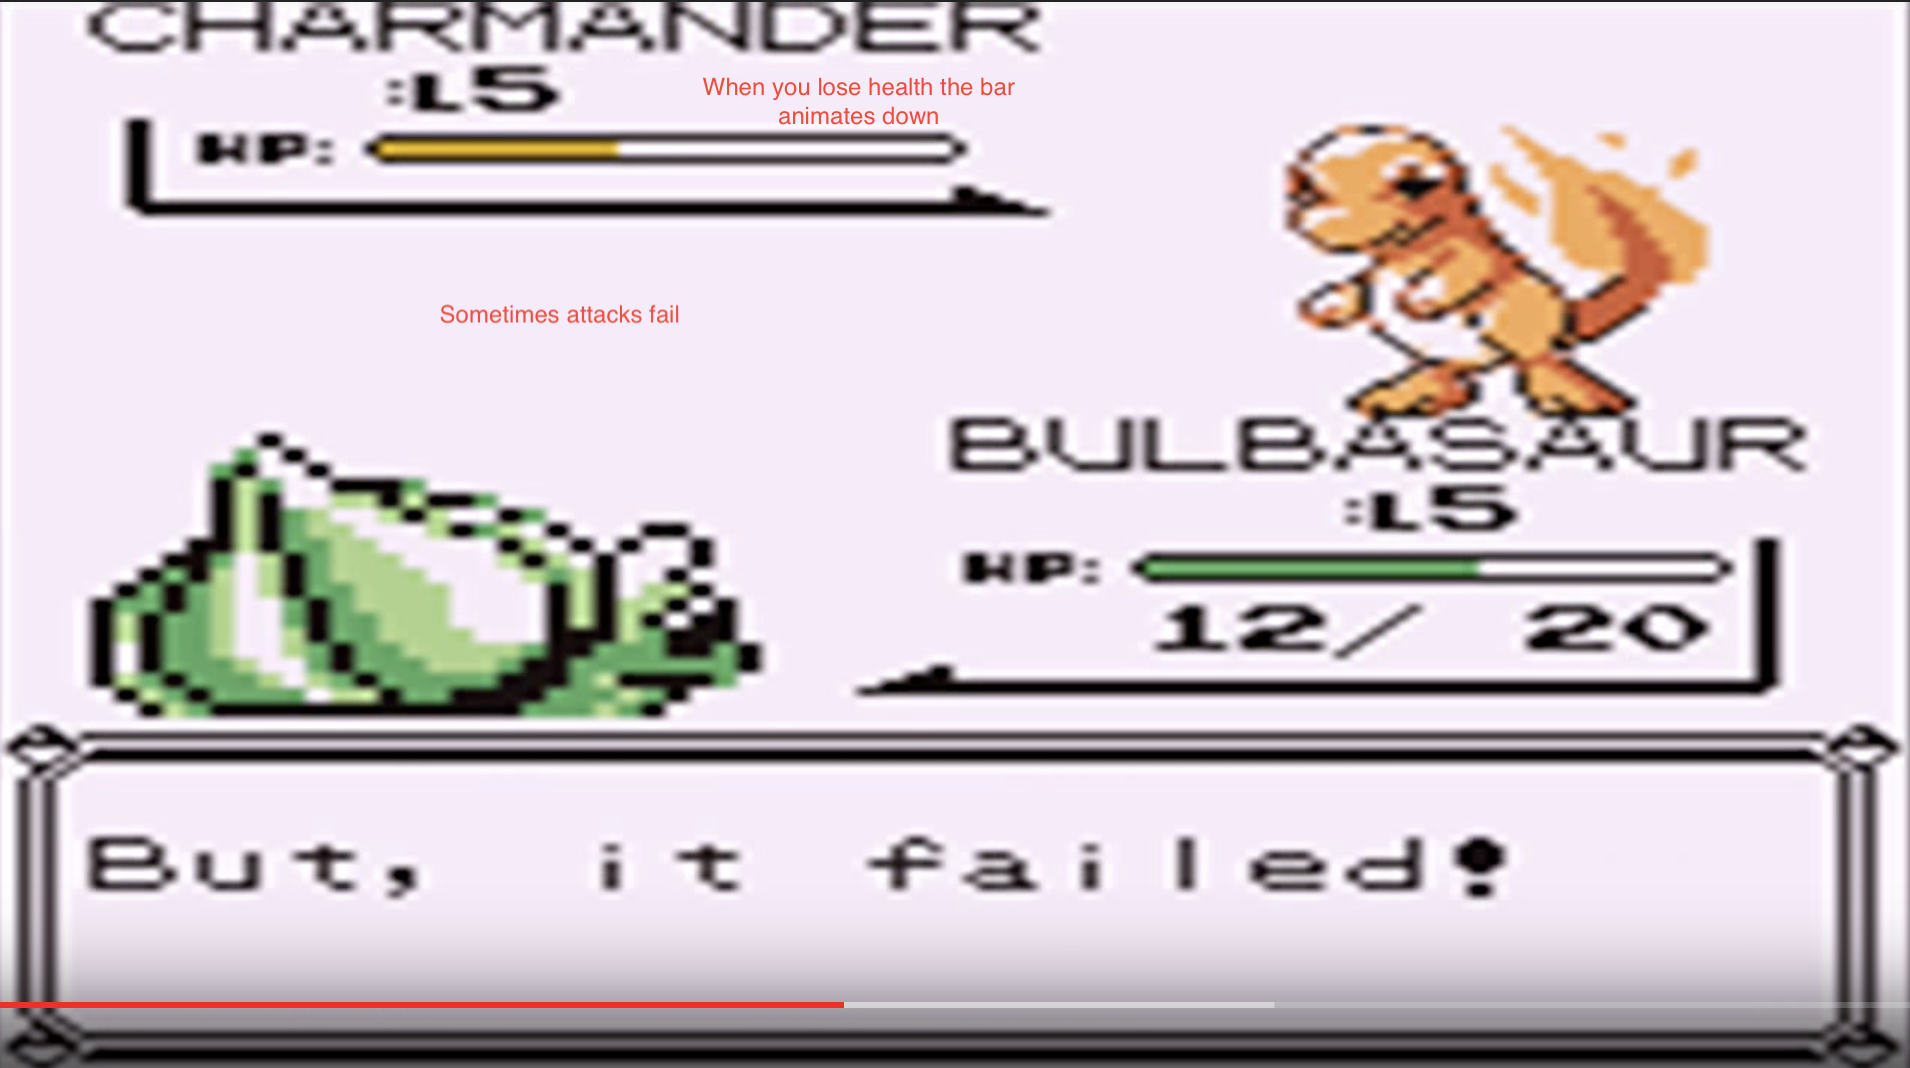 CHARMANDER
:L5
When you lose health the bar
animates down
HP:
Sometimes attacks fail
BULBASAUR
:L5
HP:
12/ 20
But, it failed!